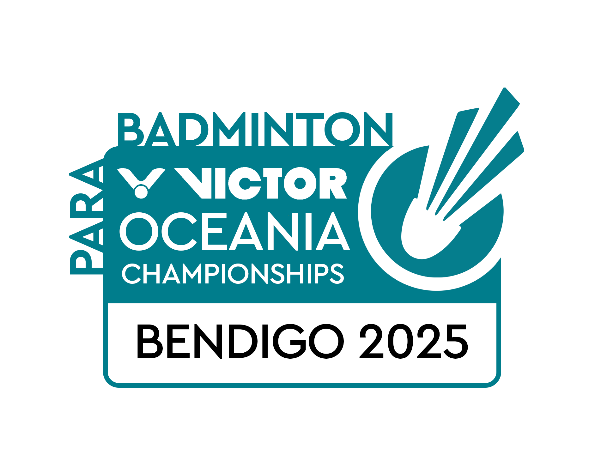 PARA
BADMINTON
VICTOR
OCEANIA
CHAMPIONSHIPS
BENDIGO 2025